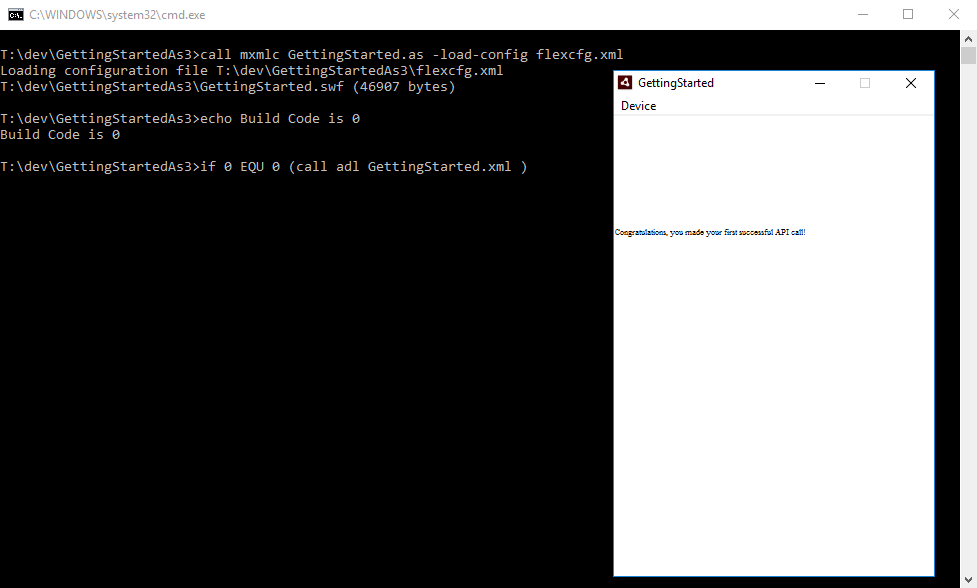 C:\WINDOWS\system32\cmd.exe
T:\dev\GettingStartedAs3>call mxmlc GettingStarted.as -load-config flexcfg.xml
Loading configuration file T:\dev\GettingStartedAs3\flexcfg.xml
T:\dev\GettingStartedAs3\GettingStarted.swf (46907 bytes)
T:\dev\GettingStartedAs3>echo Build Code is 0
Build Code is 0
T:\dev\GettingStartedAs3>if 0 EQU 0 (call adl GettingStarted.xml )
GettingStarted
Device
Congratulations, you made your first successful API call!